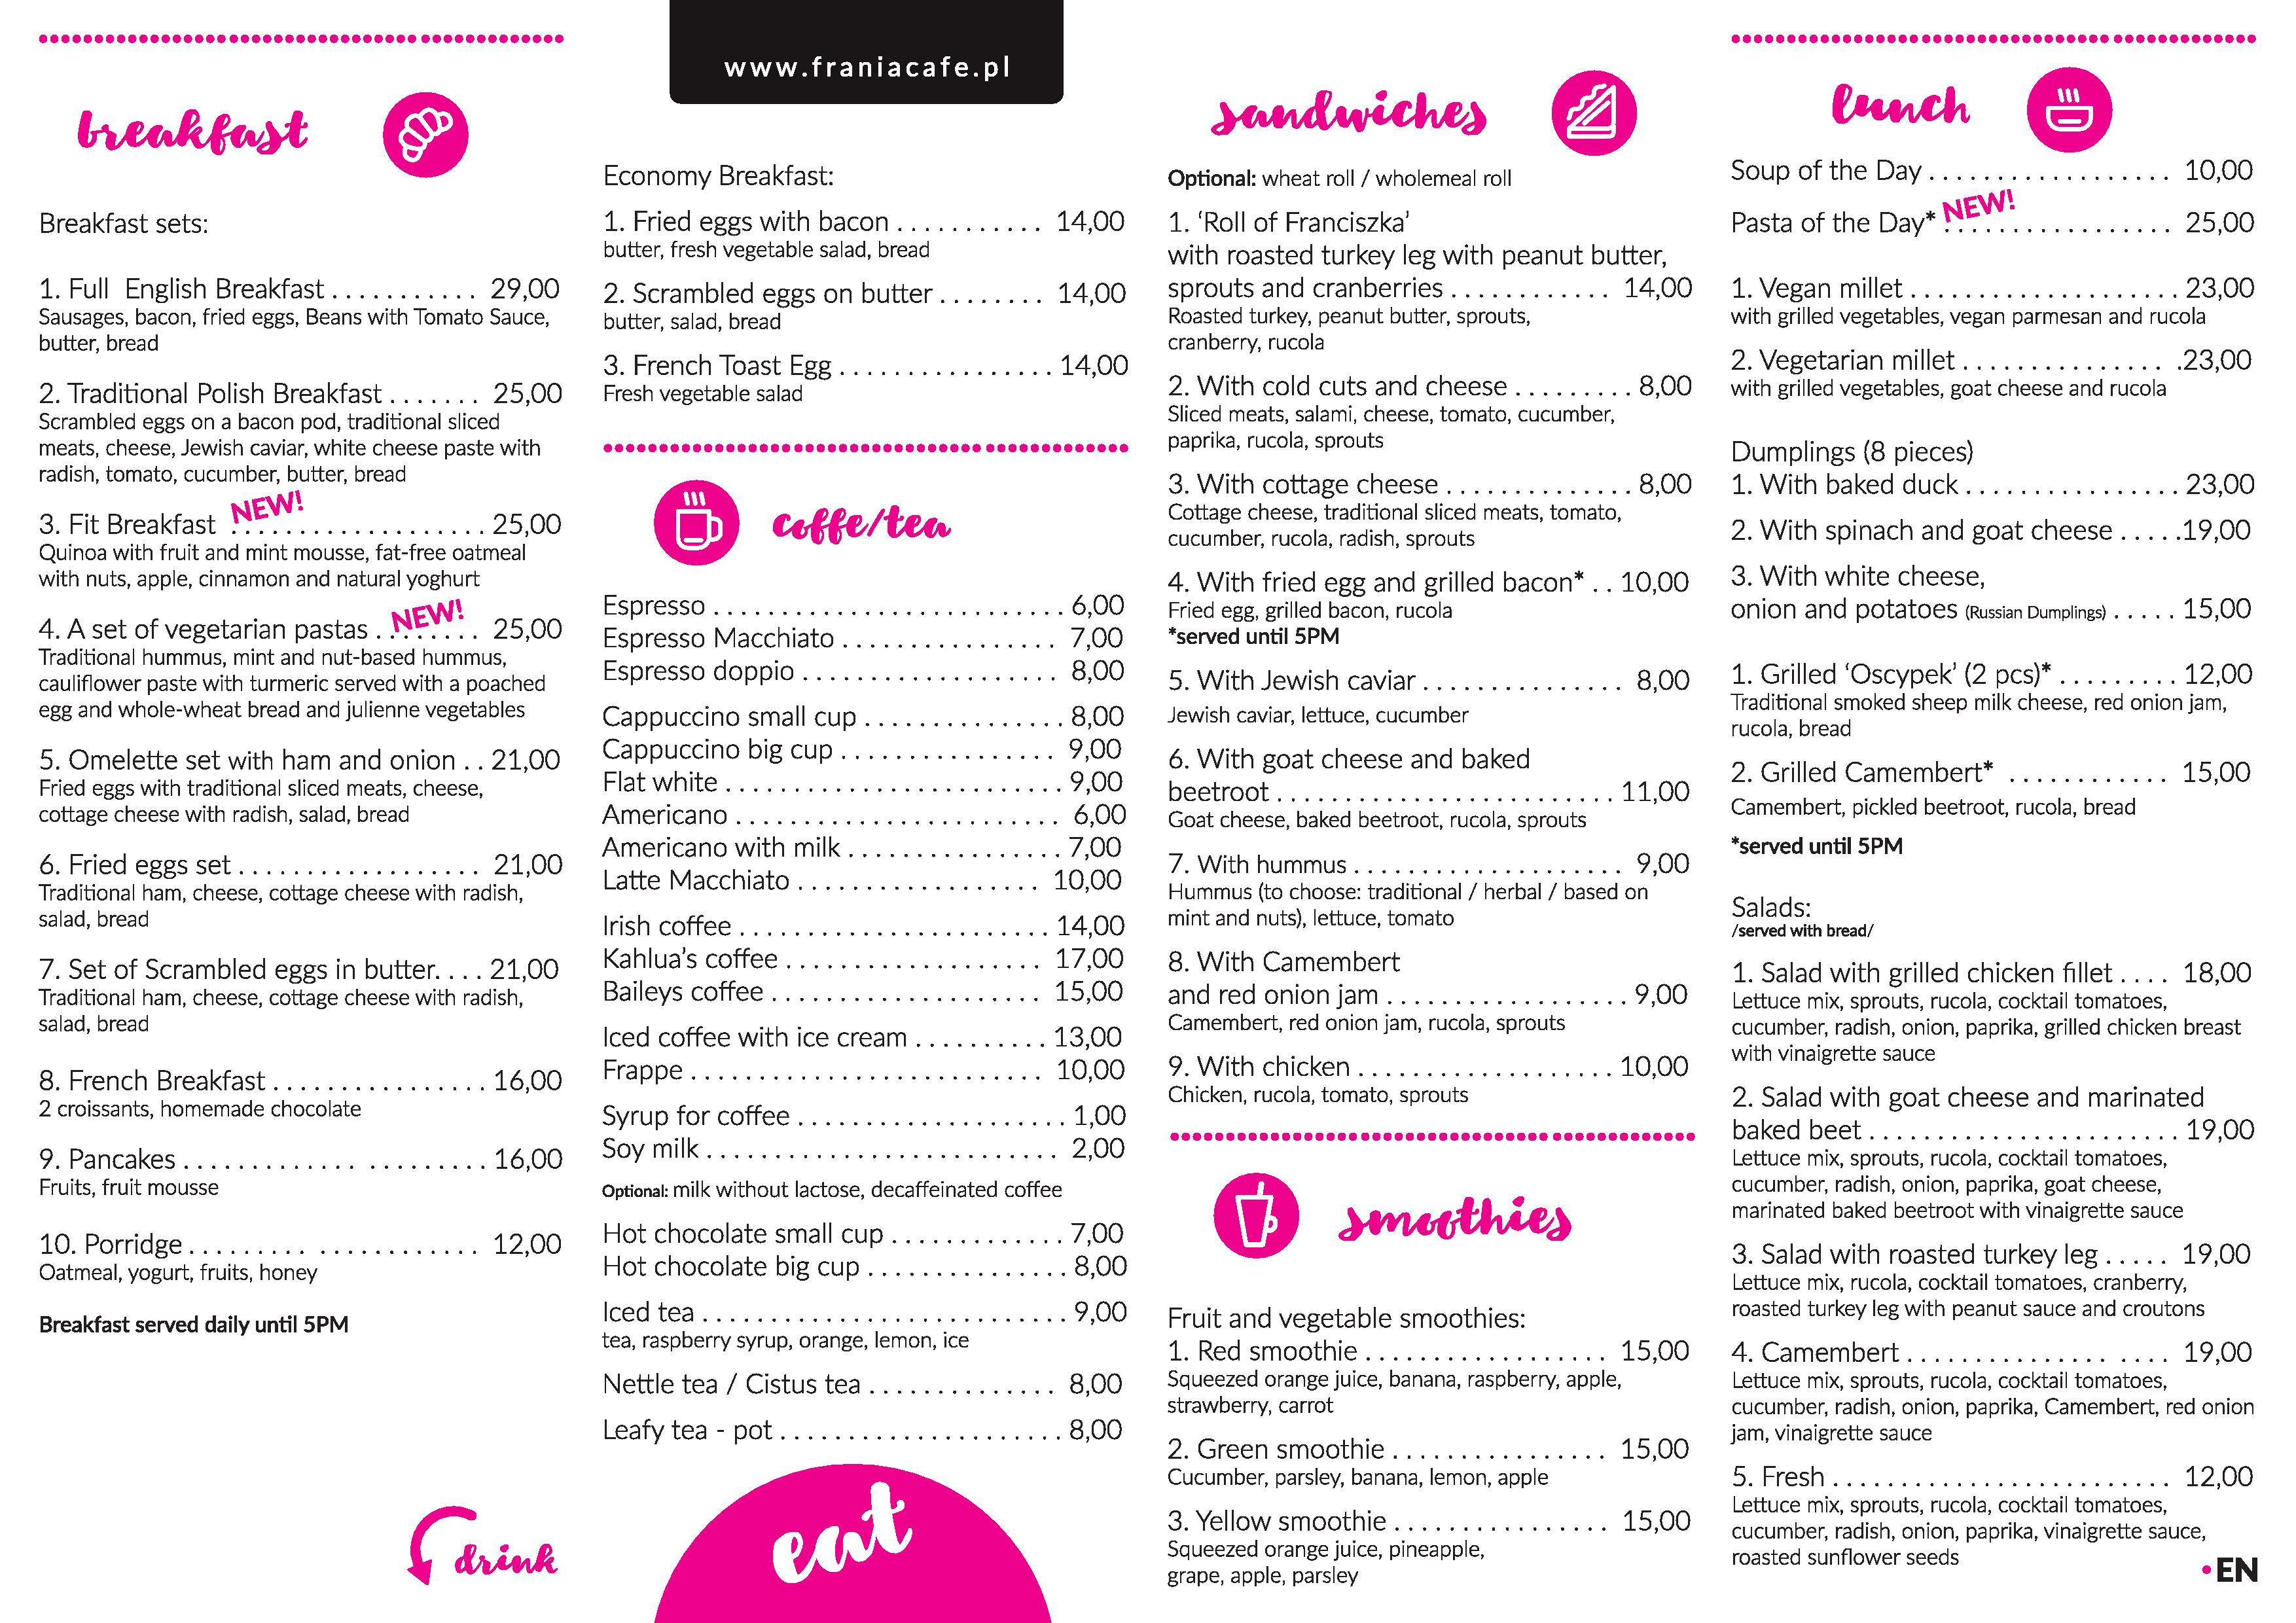 breakfast
Breakfast sets:
1. Full English Breakfast . . . . . . . . . . . 29,00
Sausages, bacon, fried eggs, Beans with Tomato Sauce,
butter, bread
2. Traditional Polish Breakfast . . . . . . . 25,00
Scrambled eggs on a bacon pod, traditional sliced
meats, cheese, Jewish caviar, white cheese paste with
radish, tomato, cucumber, butter, bread
NEW!
3. Fit Breakfast . . . . . . . . . . . . . . . . . . . 25,00
Quinoa with fruit and mint mousse, fat-free oatmeal
with nuts, apple, cinnamon and natural yoghurt
NEW!
4. A set of vegetarian pastas . . . . . . . . 25,00
Traditional hummus, mint and nut-based hummus,
cauliflower paste with turmeric served with a poached
egg and whole-wheat bread and julienne vegetables
5. Omelette set with ham and onion . . 21,00
Fried eggs with traditional sliced meats, cheese,
cottage cheese with radish, salad, bread
6. Fried eggs set . . . . . . . . . . . . . . . . . . 21,00
Traditional ham, cheese, cottage cheese with radish,
salad, bread
7. Set of Scrambled eggs in butter. . . . 21,00
Traditional ham, cheese, cottage cheese with radish,
salad, bread
8. French Breakfast . . . . . . . . . . . . . . . . 16,00
2 croissants, homemade chocolate
9. Pancakes . . . . . . . . . . . . . . . . . . . . . . . 16,00
Fruits, fruit mousse
10. Porridge . . . . . . . . . . . . . . . . . . . . . 12,00
Oatmeal, yogurt, fruits, honey
Breakfast served daily until 5PM
drink
www.franiacafe.pl
Economy Breakfast:
1. Fried eggs with bacon . . . . . . . . . . . 14,00
butter, fresh vegetable salad, bread
2. Scrambled eggs on butter . . . . . . . . 14,00
butter, salad, bread
3. French Toast Egg . . . . . . . . . . . . . . . . 14,00
Fresh vegetable salad
coffe/tea
Espresso . . . . . . . . . . . . . . . . . . . . . . . . . . 6,00
Espresso Macchiato . . . . . . . . . . . . . . . . 7,00
Espresso doppio . . . . . . . . . . . . . . . . . . . 8,00
Cappuccino small cup . . . . . . . . . . . . . . . 8,00
Cappuccino big cup . . . . . . . . . . . . . . . . 9,00
Flat white . . . . . . . . . . . . . . . . . . . . . . . . . 9,00
Americano . . . . . . . . . . . . . . . . . . . . . . . . 6,00
Americano with milk . . . . . . . . . . . . . . . . 7,00
Latte Macchiato . . . . . . . . . . . . . . . . . . 10,00
Irish coffee . . . . . . . . . . . . . . . . . . . . . . . 14,00
Kahlua's coffee . . . . . . . . . . . . . . . . . . . 17,00
Baileys coffee . . . . . . . . . . . . . . . . . . . . 15,00
Iced coffee with ice cream . . . . . . . . . . 13,00
Frappe . . . . . . . . . . . . . . . . . . . . . . . . . . 10,00
Syrup for coffee . . . . . . . . . . . . . . . . . . . . 1,00
Soy milk . . . . . . . . . . . . . . . . . . . . . . . . . . 2,00
Optional: milk without lactose, decaffeinated coffee
Hot chocolate small cup . . . . . . . . . . . . . 7,00
Hot chocolate big cup . . . . . . . . . . . . . . . 8,00
Iced tea . . . . . . . . . . . . . . . . . . . . . . . . . . . 9,00
tea, raspberry syrup, orange, lemon, ice
Nettle tea / Cistus tea . . . . . . . . . . . . . . 8,00
Leafy tea - pot . . . . . . . . . . . . . . . . . . . . . 8,00
eat
sandwiches
Optional: wheat roll / wholemeal roll
1. ‘Roll of Franciszka’
with roasted turkey leg with peanut butter,
sprouts and cranberries . . . . . . . . . . . . 14,00
Roasted turkey, peanut butter, sprouts,
cranberry, rucola
2. With cold cuts and cheese . . . . . . . . . 8,00
Sliced meats, salami, cheese, tomato, cucumber,
paprika, rucola, sprouts
3. With cottage cheese . . . . . . . . . . . . . . 8,00
Cottage cheese, traditional sliced meats, tomato,
cucumber, rucola, radish, sprouts
4. With fried egg and grilled bacon* . . 10,00
Fried egg, grilled bacon, rucola
*served until 5PM
5. With Jewish caviar . . . . . . . . . . . . . . . 8,00
Jewish caviar, lettuce, cucumber
6. With goat cheese and baked
beetroot . . . . . . . . . . . . . . . . . . . . . . . . . 11,00
Goat cheese, baked beetroot, rucola, sprouts
7. With hummus . . . . . . . . . . . . . . . . . . . . 9,00
Hummus (to choose: traditional / herbal / based on
mint and nuts), lettuce, tomato
8. With Camembert
and red onion jam . . . . . . . . . . . . . . . . . . 9,00
Camembert, red onion jam, rucola, sprouts
9. With chicken . . . . . . . . . . . . . . . . . . . 10,00
Chicken, rucola, tomato, sprouts
smoothies
Fruit and vegetable smoothies:
1. Red smoothie . . . . . . . . . . . . . . . . . . 15,00
Squeezed orange juice, banana, raspberry, apple,
strawberry, carrot
2. Green smoothie . . . . . . . . . . . . . . . . 15,00
Cucumber, parsley, banana, lemon, apple
3. Yellow smoothie . . . . . . . . . . . . . . . . 15,00
Squeezed orange juice, pineapple,
grape, apple, parsley
lunch
Soup of the Day . . . . . . . . . . . . . . . . . . 10,00
NEW!
Pasta of the Day* . . . . . . . . . . . . . . . . . 25,00
1. Vegan millet . . . . . . . . . . . . . . . . . . . . 23,00
with grilled vegetables, vegan parmesan and rucola
2. Vegetarian millet . . . . . . . . . . . . . . . .23,00
with grilled vegetables, goat cheese and rucola
Dumplings (8 pieces)
1. With baked duck . . . . . . . . . . . . . . . . 23,00
2. With spinach and goat cheese . . . . .19,00
3. With white cheese,
onion and potatoes (Russian Dumplings) . . . . . 15,00
1. Grilled ‘Oscypek’ (2 pcs)* . . . . . . . . . 12,00
Traditional smoked sheep milk cheese, red onion jam,
rucola, bread
2. Grilled Camembert* . . . . . . . . . . . . 15,00
Camembert, pickled beetroot, rucola, bread
*served until 5PM
Salads:
/served with bread/
1. Salad with grilled chicken fillet . . . . 18,00
Lettuce mix, sprouts, rucola, cocktail tomatoes,
cucumber, radish, onion, paprika, grilled chicken breast
with vinaigrette sauce
2. Salad with goat cheese and marinated
baked beet . . . . . . . . . . . . . . . . . . . . . . . 19,00
Lettuce mix, sprouts, rucola, cocktail tomatoes,
cucumber, radish, onion, paprika, goat cheese,
marinated baked beetroot with vinaigrette sauce
3. Salad with roasted turkey leg . . . . . 19,00
Lettuce mix, rucola, cocktail tomatoes, cranberry,
roasted turkey leg with peanut sauce and croutons
4. Camembert . . . . . . . . . . . . . . . . . . . 19,00
Lettuce mix, sprouts, rucola, cocktail tomatoes,
cucumber, radish, onion, paprika, Camembert, red onion
jam, vinaigrette sauce
5. Fresh . . . . . . . . . . . . . . . . . . . . . . . . . 12,00
Lettuce mix, sprouts, rucola, cocktail tomatoes,
cucumber, radish, onion, paprika, vinaigrette sauce,
roasted sunflower seeds
•EN